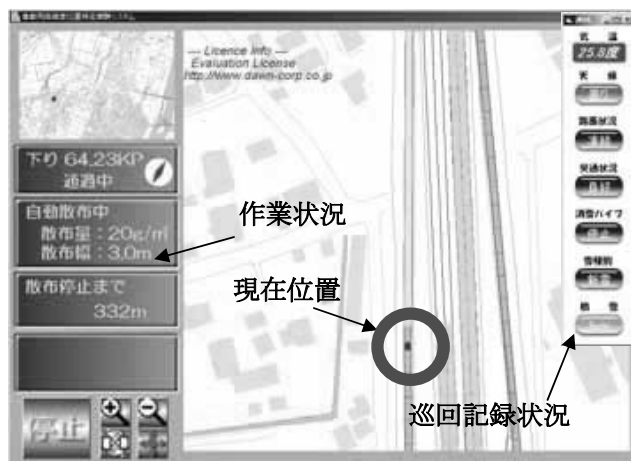 --- Licence Info ---
Evaluation License
http://www.dawn-corp.co.jp
下り 64.23KP
通過中
自動散布中
散布量：20g/㎡
散布幅：3.0m
散布停止まで
332m
停止
作業状況
現在位置
巡回記録状況
気 温
25.8度
天 候
路面状況
交通状況
消雪パイプ
停止
雪種別
積 雪